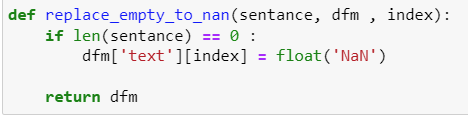 def replace_empty_to_nan(sentance, dfm , index):
    if len(sentance) == 0 :
        dfm['text'][index] = float('NaN')

    return dfm